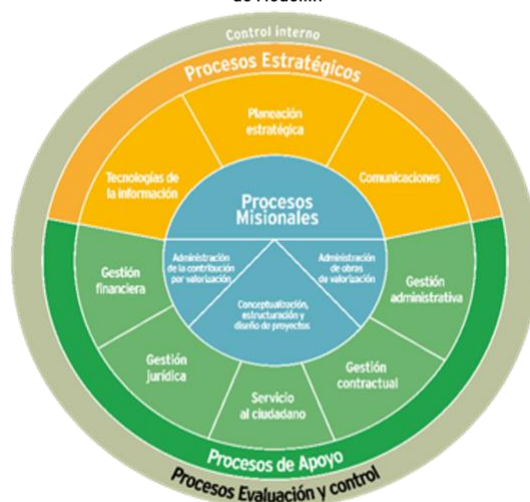 de Medellín
Control interno
Procesos Estratégicos
Planeación
estratégica
Tecnologías de
la información
Comunicaciones
Procesos
Misionales
Administración
de la contribución
por valorización
Administración
de obras
de valorización
Conceptualización,
estructuración y
diseño de proyectos
Gestión
financiera
Gestión
administrativa
Gestión
jurídica
Gestión
contractual
Servicio
al ciudadano
Procesos de Apoyo
Procesos Evaluación y control